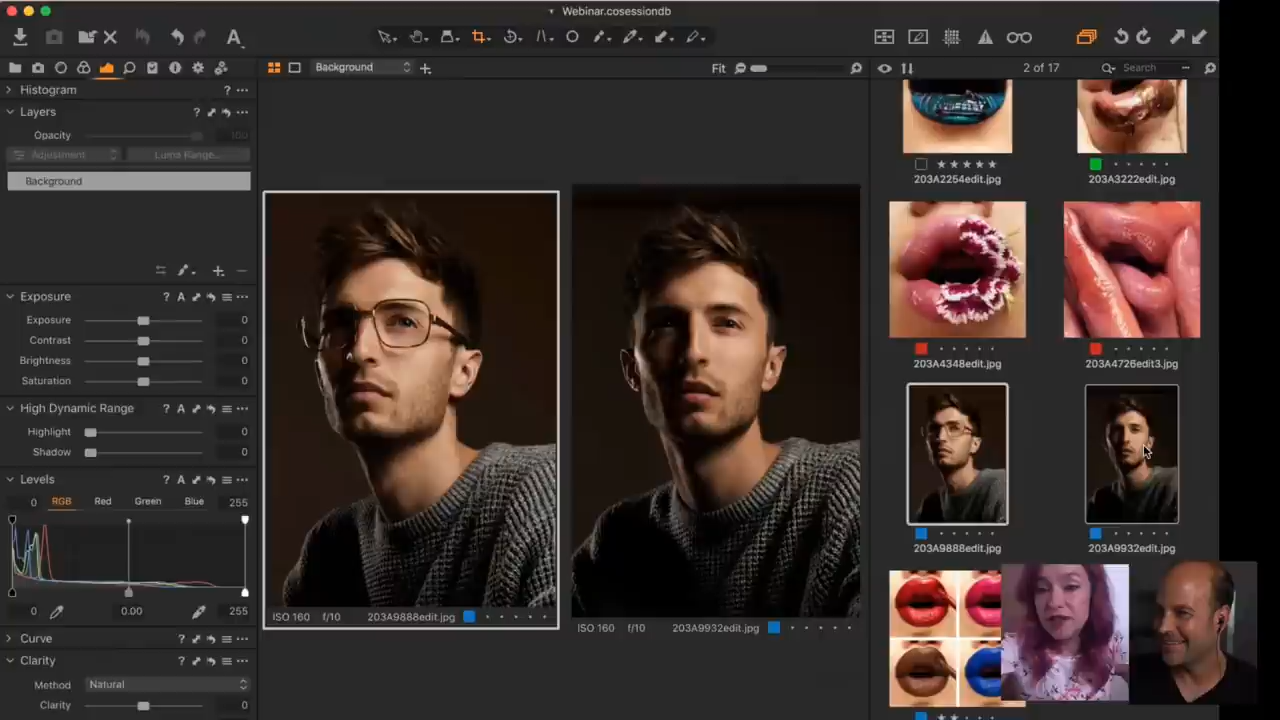 Webinar.cosessiondb
A
Background
Fit
2 of 17
Search
Histogram ?
Layers ?
Opacity 100
Adjustment Luma Range...
Background
Exposure ? A
Exposure 0
Contrast 0
Brightness 0
Saturation 0
High Dynamic Range ? A
Highlight 0
Shadow 0
Levels ? A
0 RGB Red Green Blue 255
0 0.00 255
Curve ? A
Clarity ? A
Method Natural
Clarity 0
ISO 160 f/10 203A9888edit.jpg
ISO 160 f/10 203A9932edit.jpg
203A2254edit.jpg
203A3222edit.jpg
203A4348edit.jpg
203A4726edit3.jpg
203A9888edit.jpg
203A9932edit.jpg